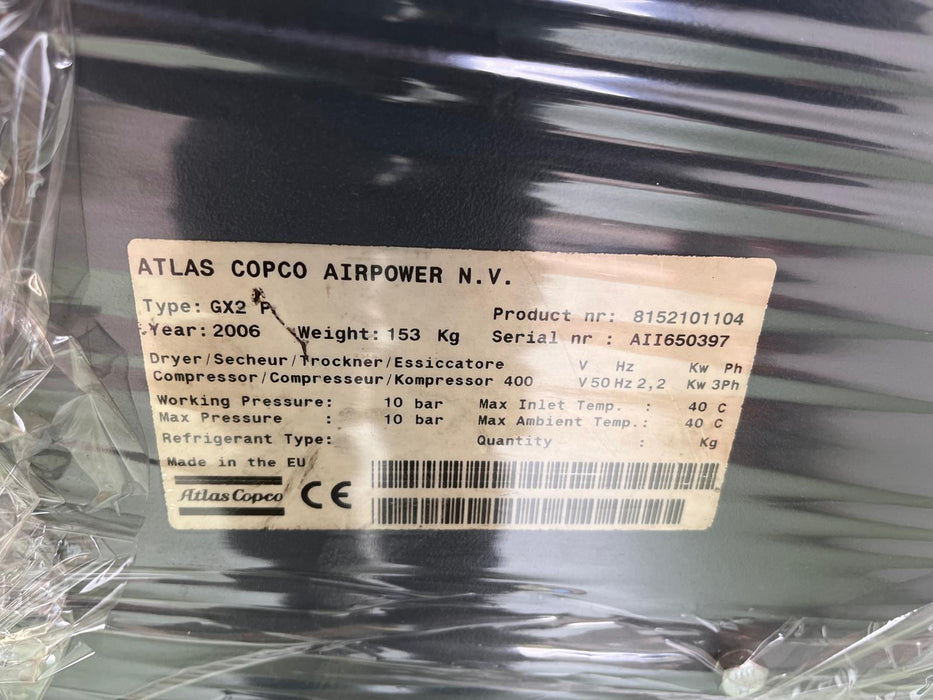 ATLAS COPCO AIRPOWER N.V.
Type: GX2 P
Product nr: 8152101104
Year: 2006 Weight: 153 Kg
Serial nr : AII650397
Dryer/Secheur/Trockner/Essiccatore V Hz Kw Ph
Compressor/Compresseur/Kompressor 400 V 50 Hz 2,2 Kw 3Ph
Working Pressure: 10 bar Max Inlet Temp. : 40 C
Max Pressure : 10 bar Max Ambient Temp.: 40 C
Refrigerant Type: Quantity : Kg
Made in the EU
Atlas Copco CE